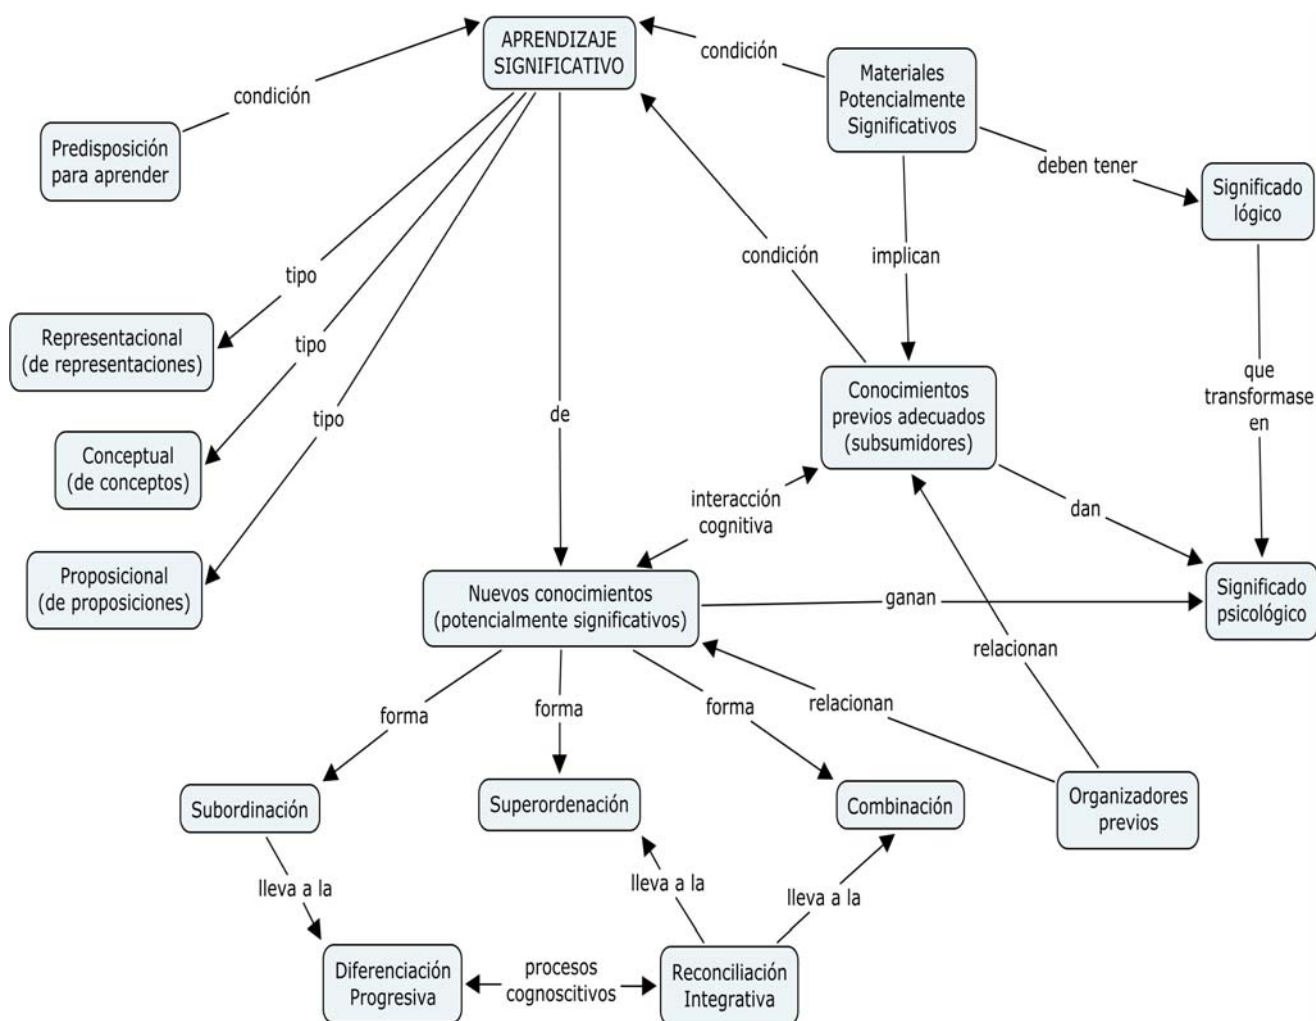 APRENDIZAJE
SIGNIFICATIVO
condición
Materiales
Potencialmente
Significativos
condición
Predisposición
para aprender
deben tener
Significado
lógico
condición
implican
tipo
Representacional
(de representaciones)
tipo
que
transformase
en
Conocimientos
previos adecuados
(subsumidores)
tipo
de
Conceptual
(de conceptos)
interacción
cognitiva
dan
Proposicional
(de proposiciones)
Nuevos conocimientos
(potencialmente significativos)
ganan
Significado
psicológico
relacionan
forma
forma
forma
relacionan
Subordinación
Superordenación
Combinación
Organizadores
previos
lleva a la
lleva a la
lleva a la
Diferenciación
Progresiva
procesos
cognoscitivos
Reconciliación
Integrativa